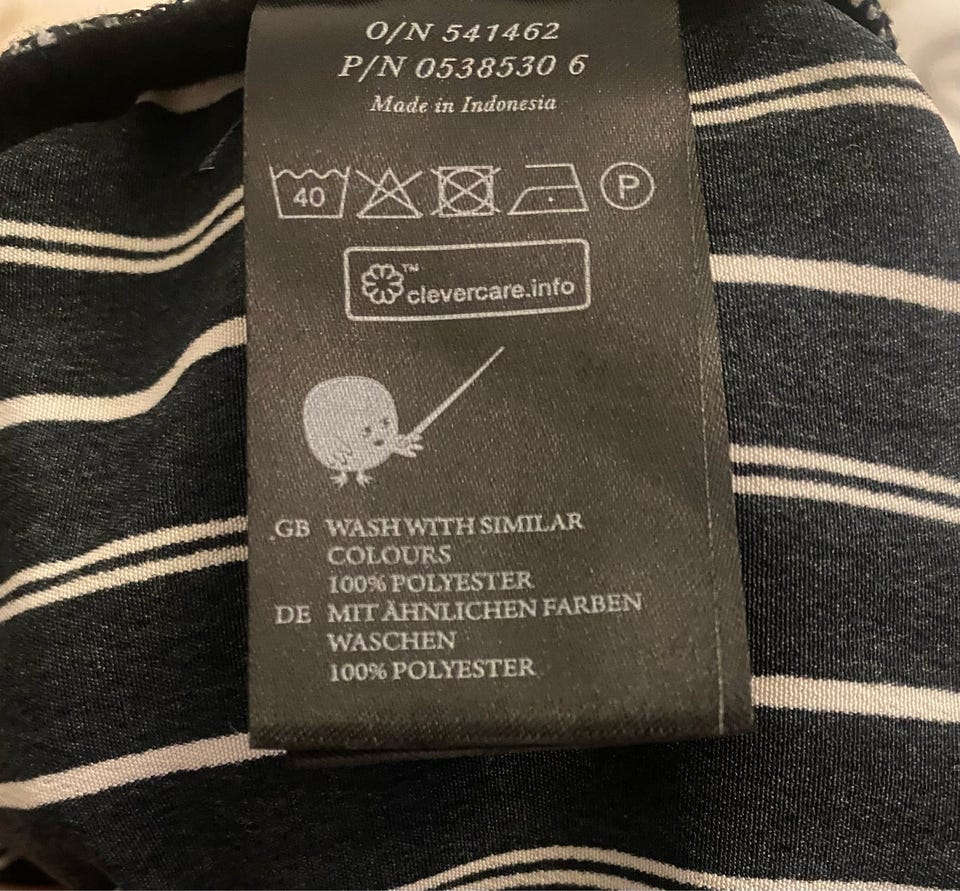 O/N 541462
P/N 0538530 6
Made in Indonesia
40
P
™
clevercare.info
GB WASH WITH SIMILAR
COLOURS
100% POLYESTER
DE MIT ÄHNLICHEN FARBEN
WASCHEN
100% POLYESTER